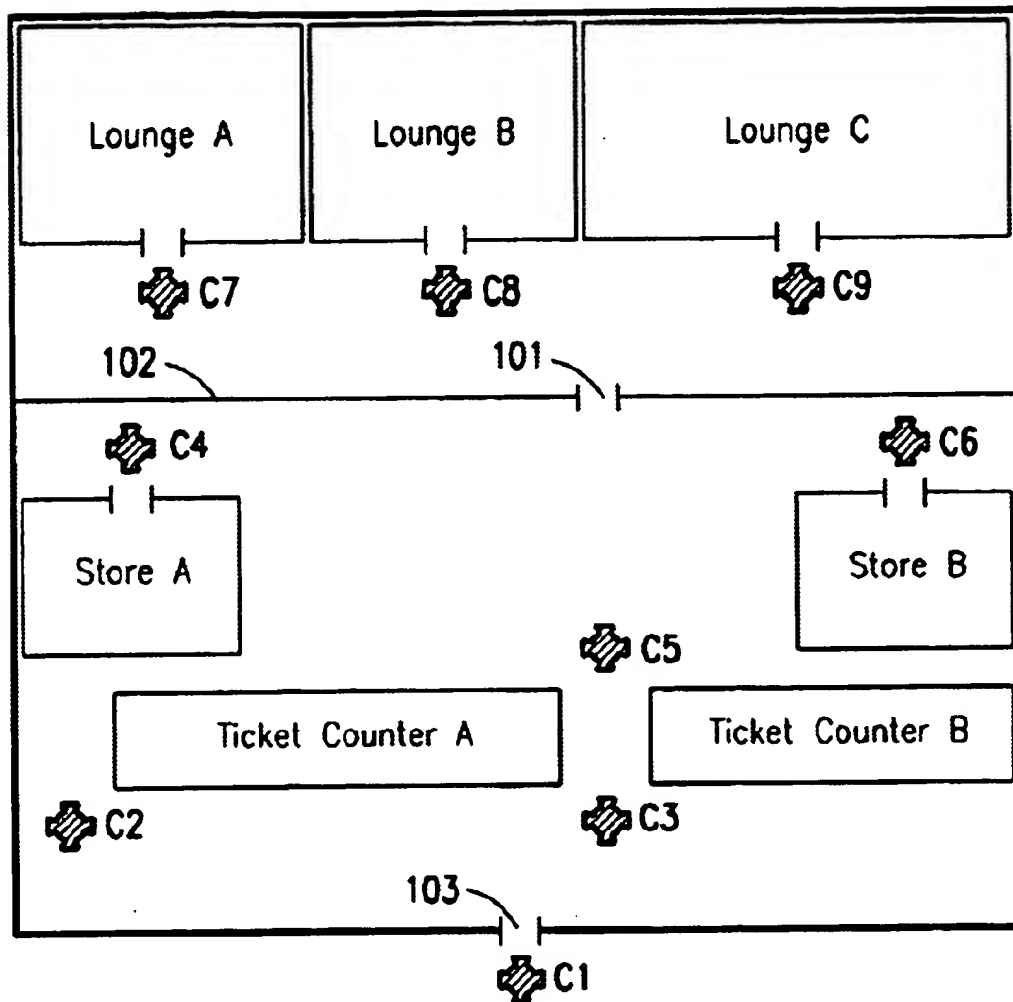 Lounge A
Lounge B
Lounge C
C7
C8
C9
102
101
C4
C6
Store A
Store B
C5
Ticket Counter A
Ticket Counter B
C2
C3
103
C1